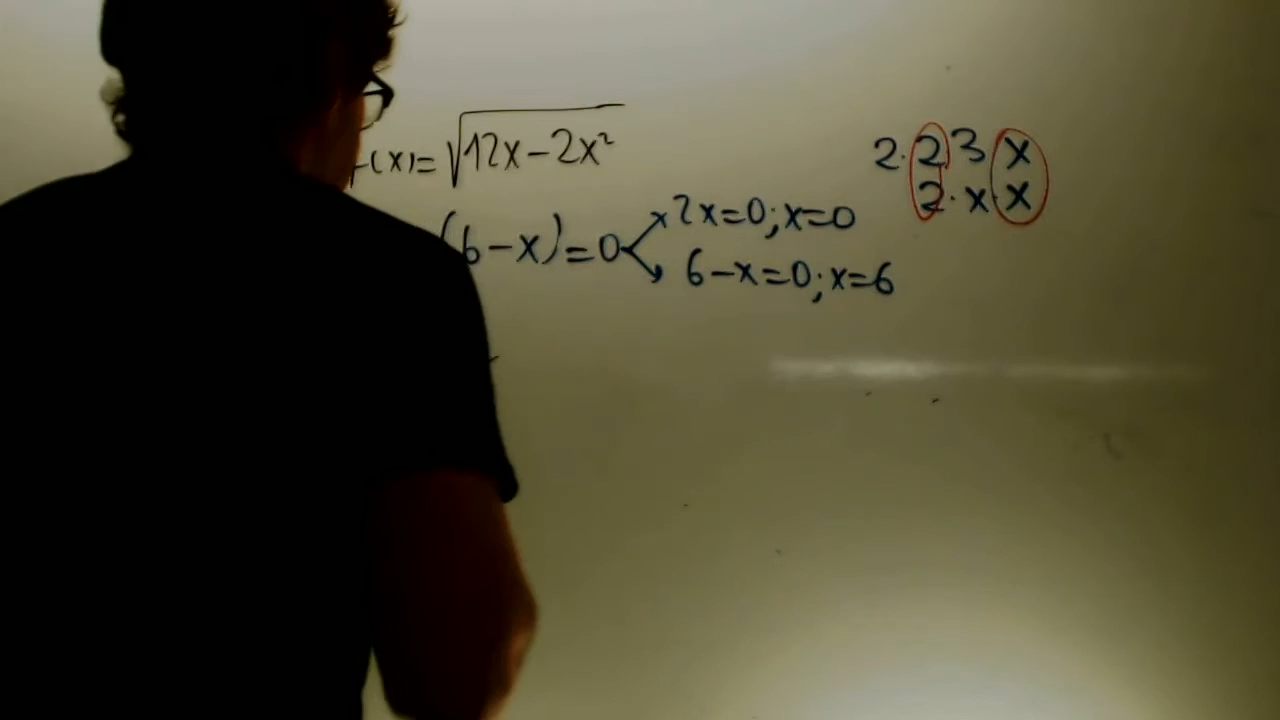 f(x)=√12x-2x²
(6-x)=0 2x=0;x=0
6-x=0;x=6
2·2 3 x
2·x x